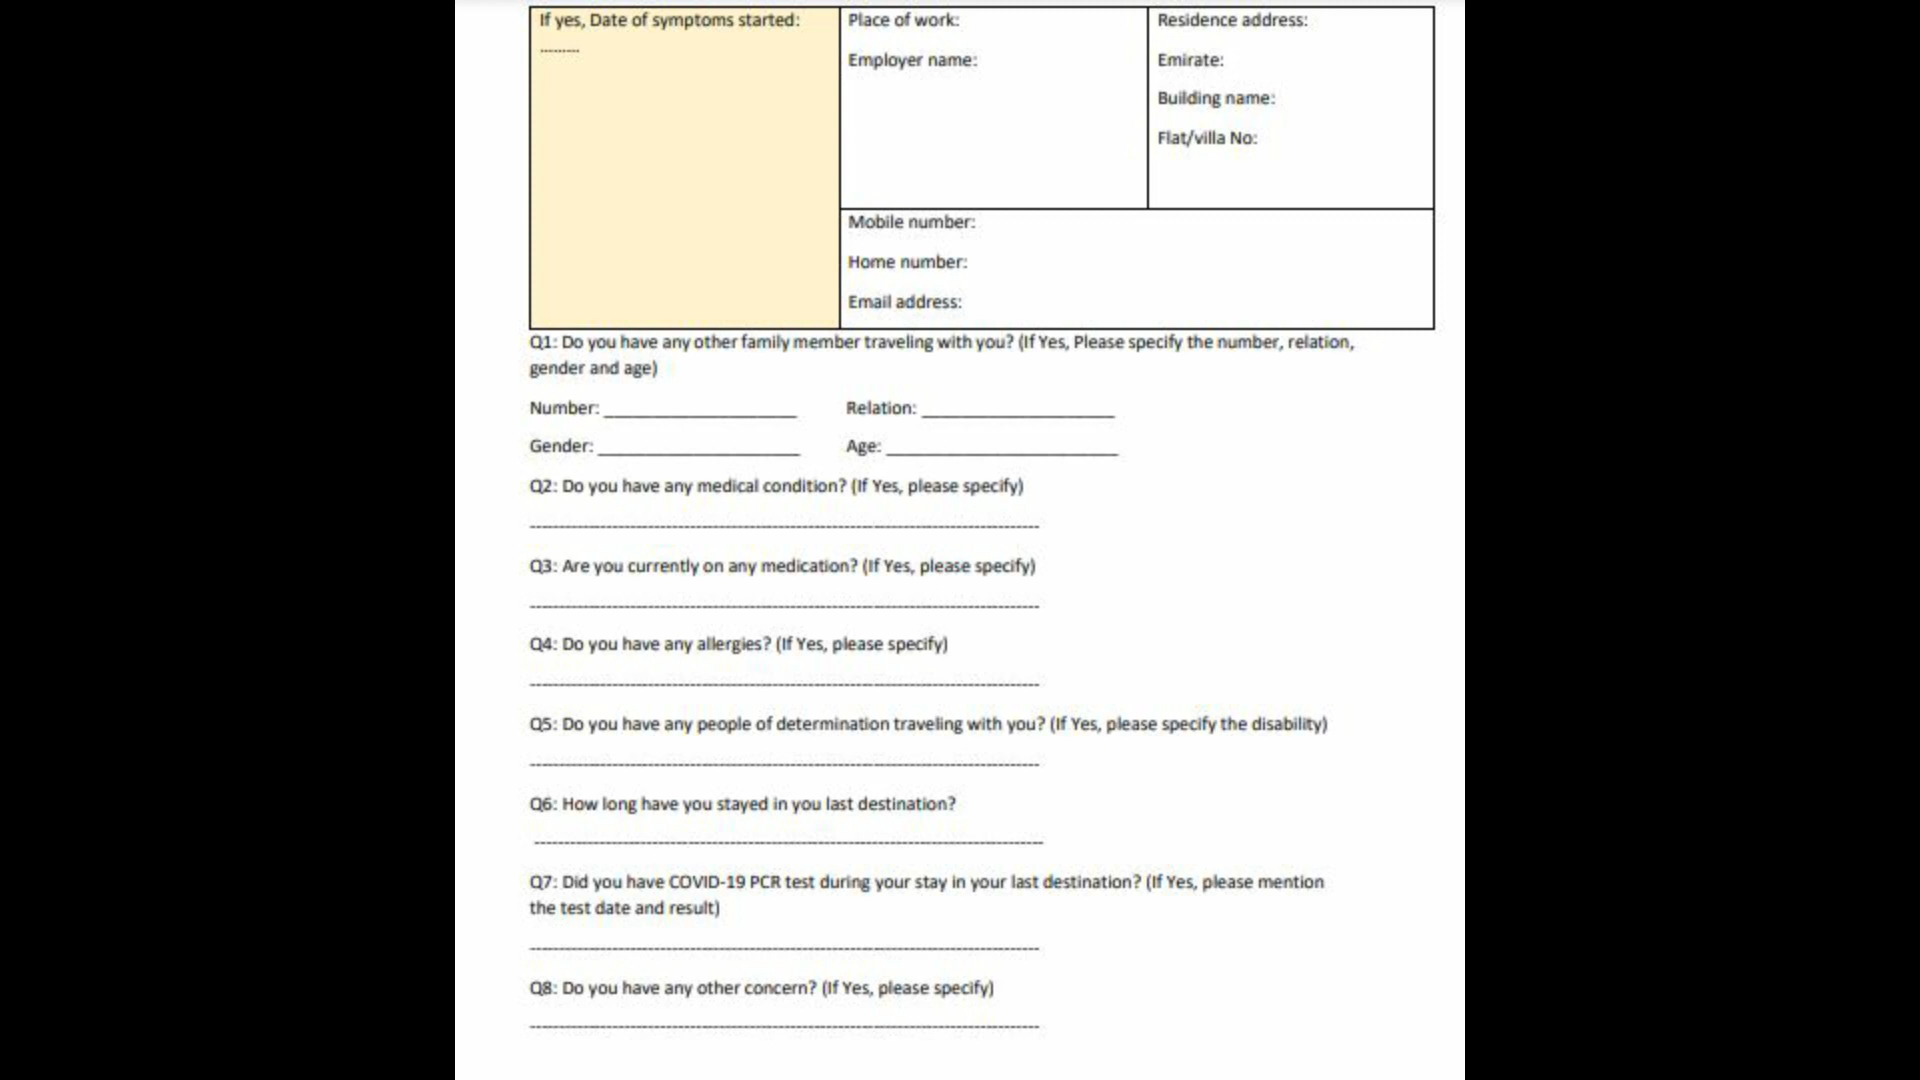 If yes, Date of symptoms started:
.........
Place of work:
Employer name:
Residence address:
Emirate:
Building name:
Flat/villa No:
Mobile number:
Home number:
Email address:
Q1: Do you have any other family member traveling with you? (If Yes, Please specify the number, relation,
gender and age)
Number: ____________________ Relation: ____________________
Gender: _____________________ Age: ________________________
Q2: Do you have any medical condition? (If Yes, please specify)
Q3: Are you currently on any medication? (If Yes, please specify)
Q4: Do you have any allergies? (If Yes, please specify)
Q5: Do you have any people of determination traveling with you? (If Yes, please specify the disability)
Q6: How long have you stayed in you last destination?
Q7: Did you have COVID-19 PCR test during your stay in your last destination? (If Yes, please mention
the test date and result)
Q8: Do you have any other concern? (If Yes, please specify)